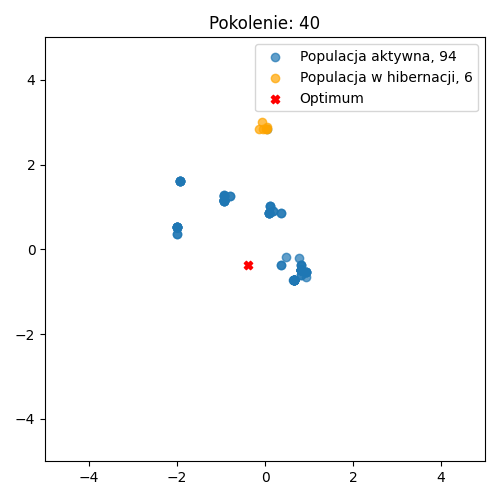 Pokolenie: 40
Populacja aktywna, 94
Populacja w hibernacji, 6
Optimum
4
2
0
−2
−4
−4 −2 0 2 4